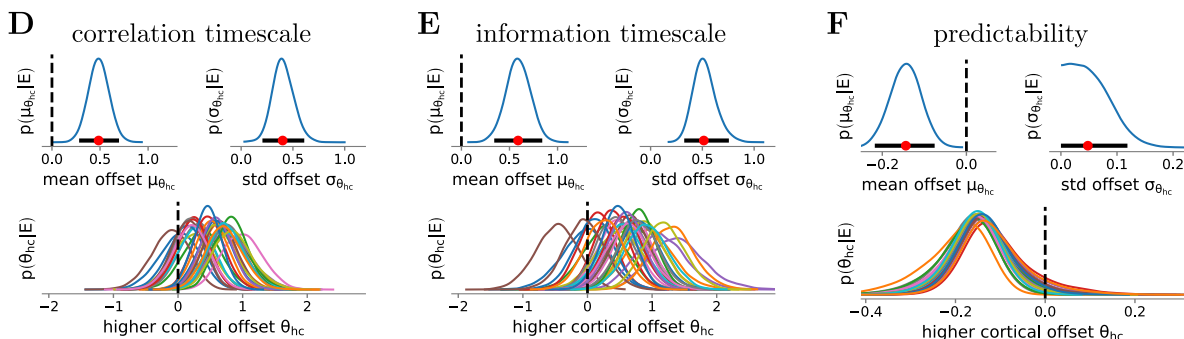 D correlation timescale
p(μθhc|E)
0.0 0.5 1.0
mean offset μθhc
p(σθhc|E)
0.0 0.5 1.0
std offset σθhc
p(θhc|E)
−2 −1 0 1 2
higher cortical offset θhc
E information timescale
p(μθhc|E)
0.0 0.5 1.0
mean offset μθhc
p(σθhc|E)
0.0 0.5 1.0
std offset σθhc
p(θhc|E)
−1 0 1 2
higher cortical offset θhc
F predictability
p(μθhc|E)
−0.2 0.0
mean offset μθhc
p(σθhc|E)
0.0 0.1 0.2
std offset σθhc
p(θhc|E)
−0.4 −0.2 0.0 0.2
higher cortical offset θhc